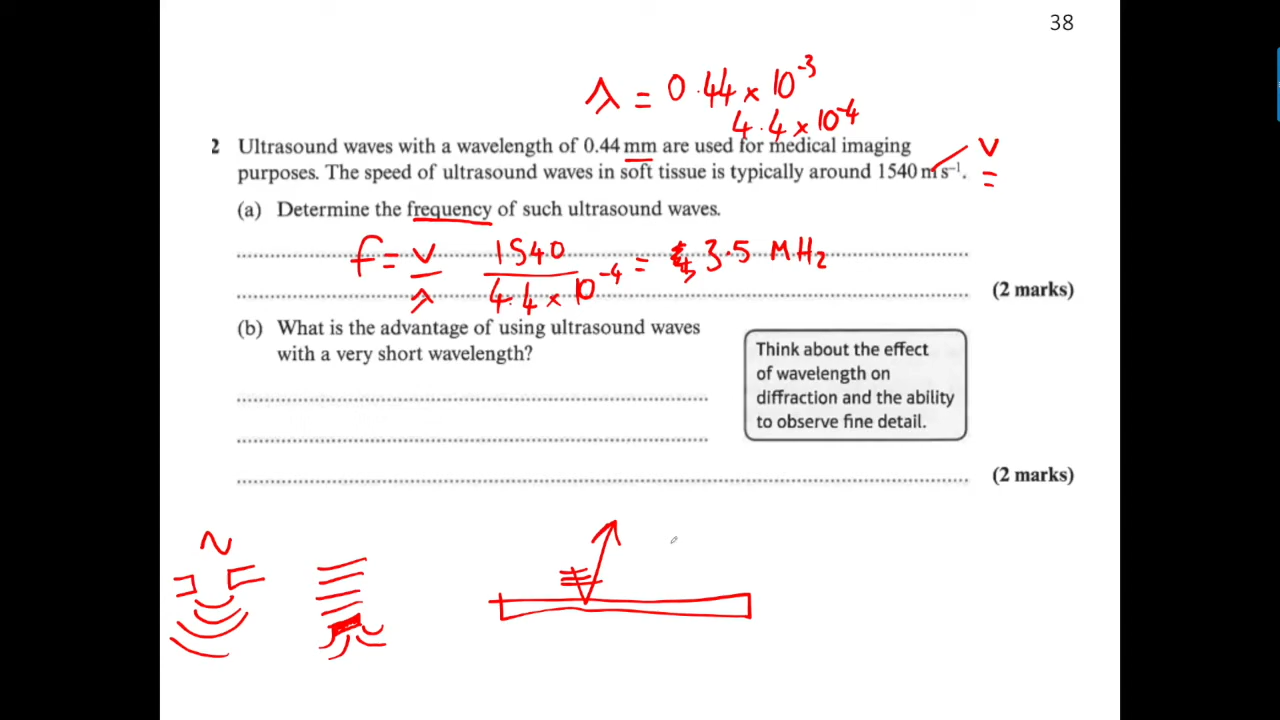 38
λ = 0.44 × 10⁻³
4.4 × 10⁻⁴
2 Ultrasound waves with a wavelength of 0.44 mm are used for medical imaging
purposes. The speed of ultrasound waves in soft tissue is typically around 1540 m s⁻¹.
v =
(a) Determine the frequency of such ultrasound waves.
f = v/λ 1540/4.4 × 10⁻⁴ = 3.5 MHz
(2 marks)
(b) What is the advantage of using ultrasound waves
with a very short wavelength?
Think about the effect
of wavelength on
diffraction and the ability
to observe fine detail.
(2 marks)